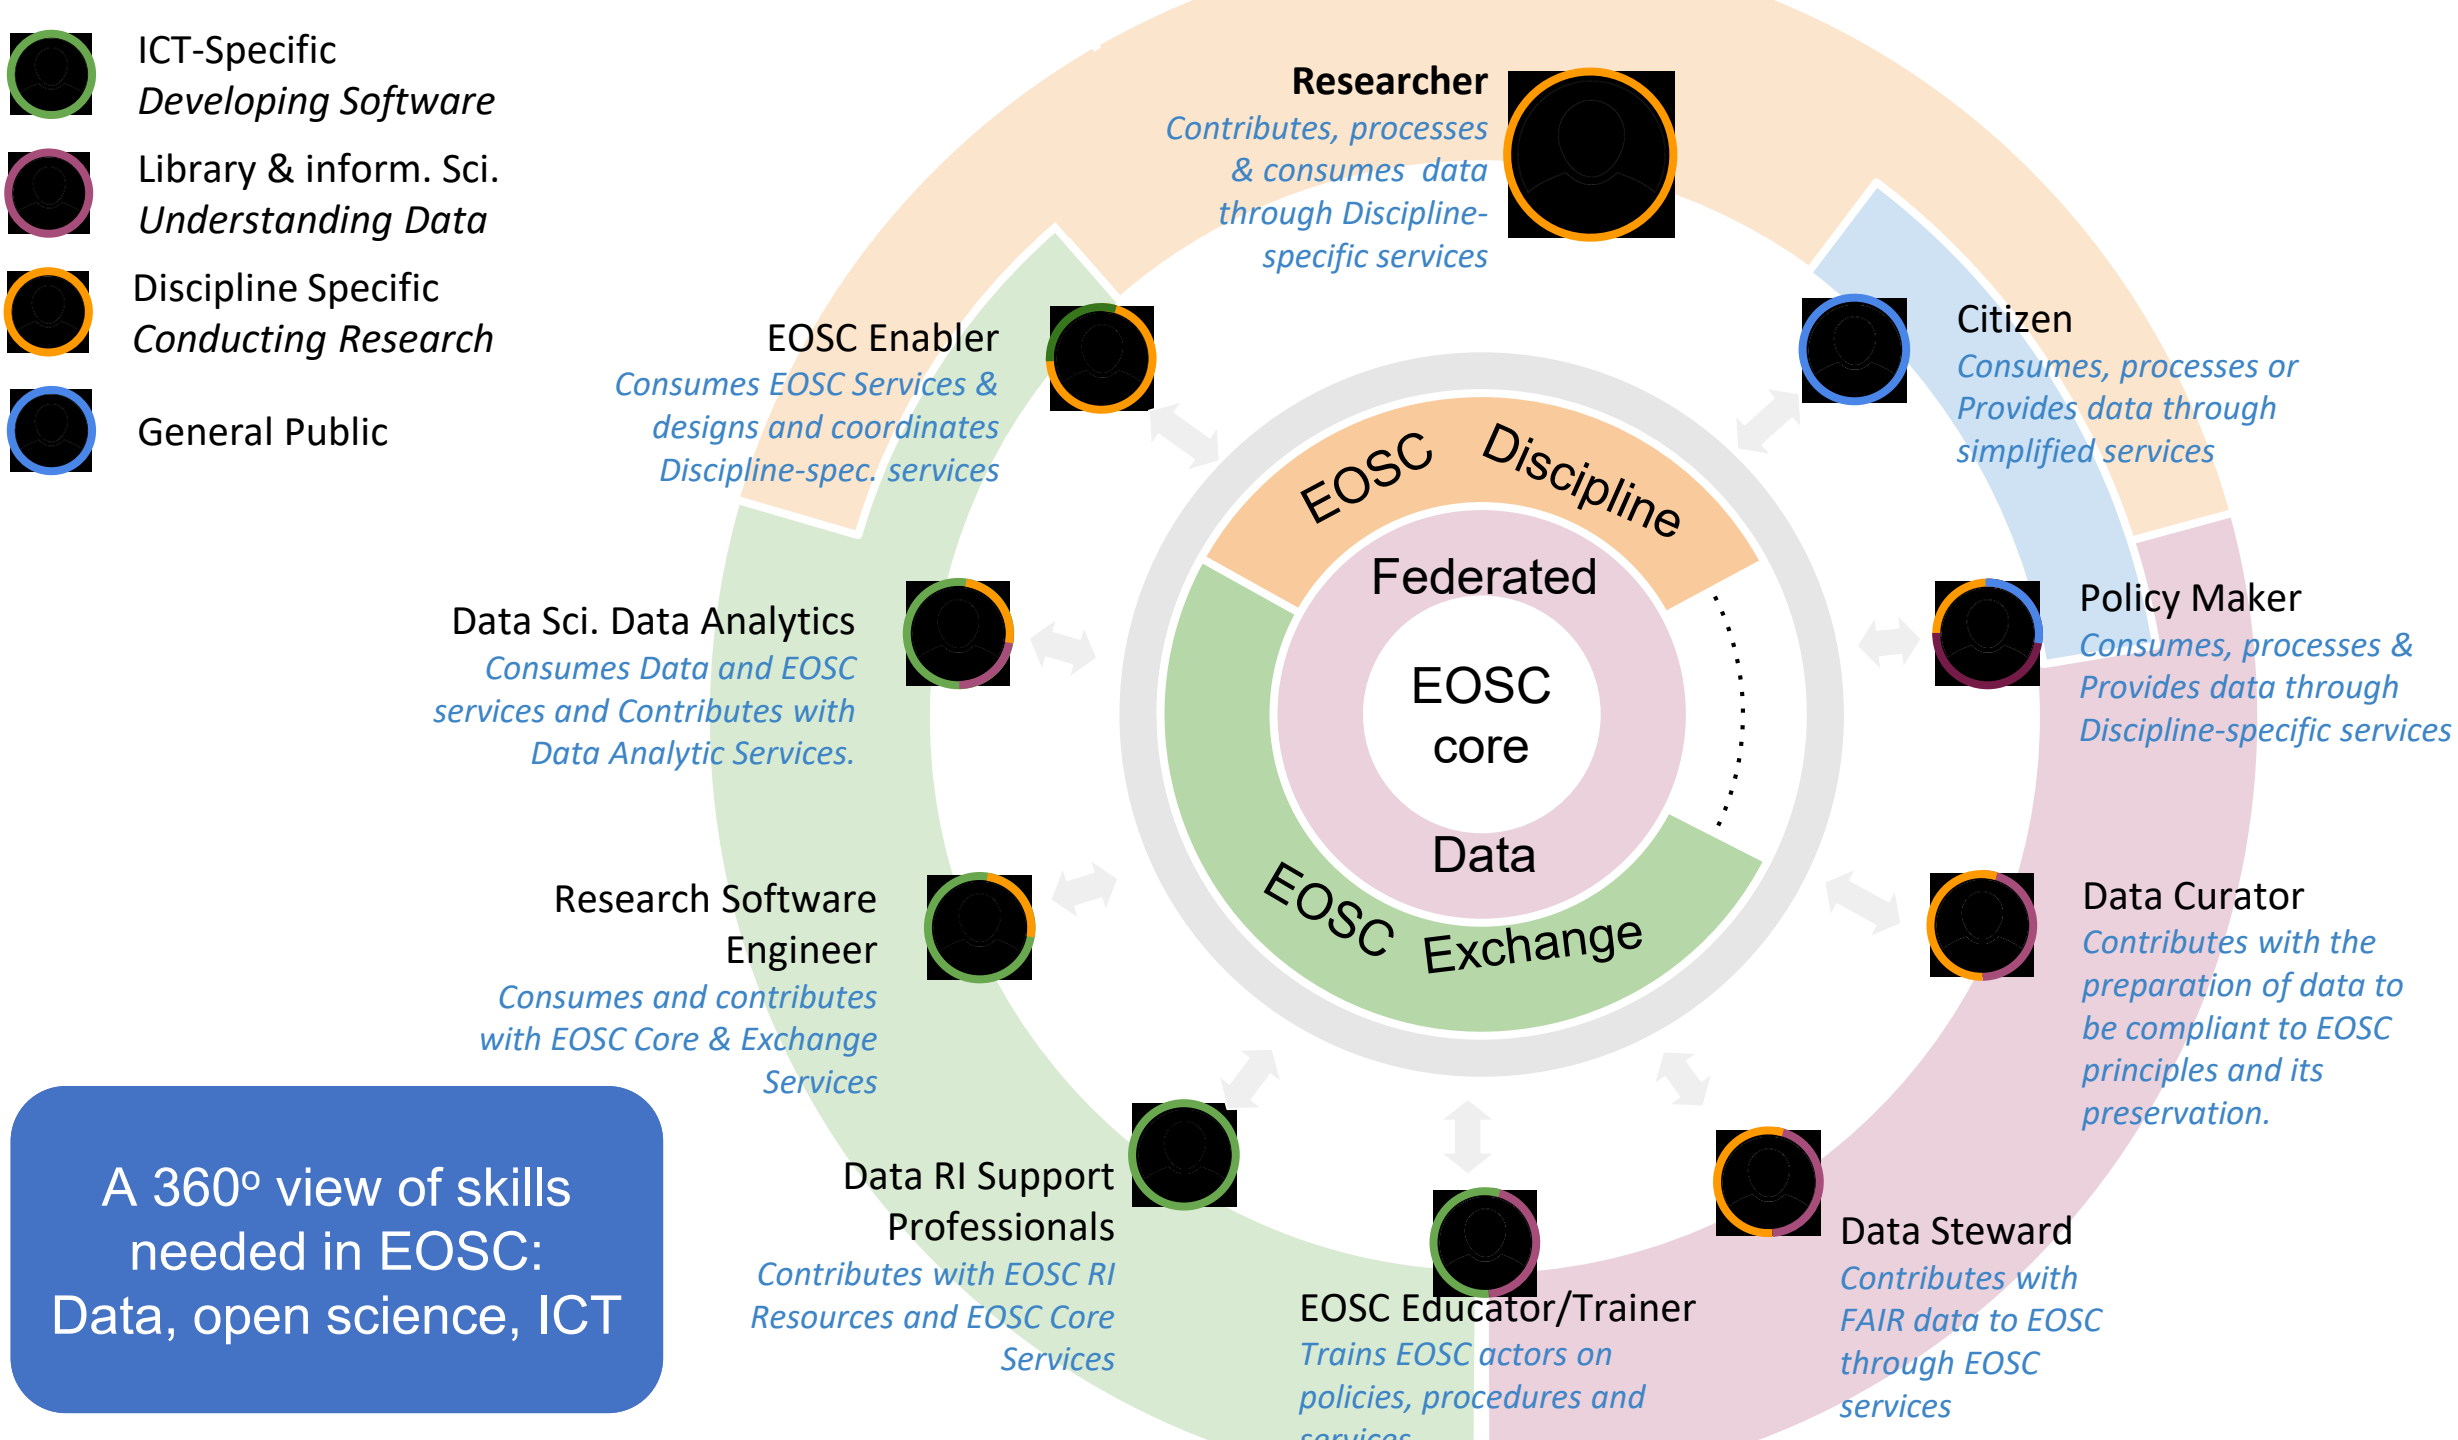 ICT-Specific
Developing Software
Library & inform. Sci.
Understanding Data
Discipline Specific
Conducting Research
General Public
Researcher
Contributes, processes
& consumes data
through Discipline-
specific services
EOSC Enabler
Consumes EOSC Services &
designs and coordinates
Discipline-spec. services
Citizen
Consumes, processes or
Provides data through
simplified services
Data Sci. Data Analytics
Consumes Data and EOSC
services and Contributes with
Data Analytic Services.
Policy Maker
Consumes, processes &
Provides data through
Discipline-specific services
EOSC Discipline
Federated
EOSC
core
Data
EOSC Exchange
Research Software
Engineer
Consumes and contributes
with EOSC Core & Exchange
Services
Data Curator
Contributes with the
preparation of data to
be compliant to EOSC
principles and its
preservation.
Data RI Support
Professionals
Contributes with EOSC RI
Resources and EOSC Core
Services
EOSC Educator/Trainer
Trains EOSC actors on
policies, procedures and
services
Data Steward
Contributes with
FAIR data to EOSC
through EOSC
services
A 360º view of skills
needed in EOSC:
Data, open science, ICT